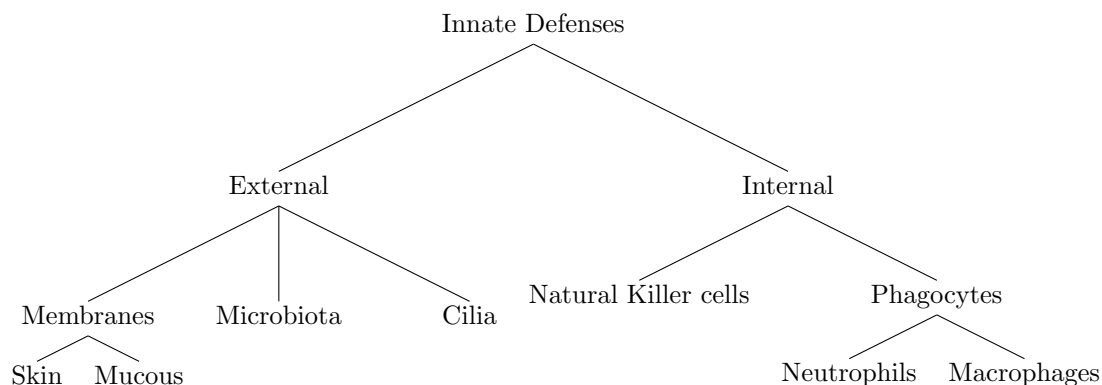 Innate Defenses
External
Internal
Membranes
Microbiota
Cilia
Natural Killer cells
Phagocytes
Skin
Mucous
Neutrophils
Macrophages